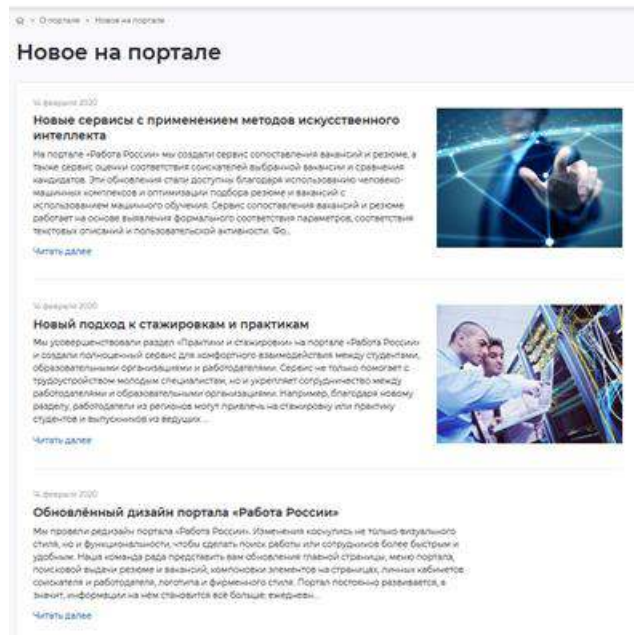 О портале • Новое на портале
Новое на портале
14 февраля 2020
Новые сервисы с применением методов искусственного
интеллекта
На портале «Работа России» мы создали сервис сопоставления вакансий и резюме, а
также сервис оценки соответствия соискателей выбранной вакансии и сравнения
кандидатов. Эти обновления стали доступны благодаря использованию человеко-
машинных комплексов и оптимизации подбора резюме и вакансий с
использованием машинного обучения. Сервис сопоставления вакансий и резюме
работает на основе выявления формального соответствия параметров, соответствия
текстовых описаний и пользовательской активности. Фо...
Читать далее
14 февраля 2020
Новый подход к стажировкам и практикам
Мы усовершенствовали раздел «Практики и стажировки» на портале «Работа России»
и создали полноценный сервис для комфортного взаимодействия между студентами,
образовательными организациями и работодателями. Сервис не только помогает с
трудоустройством молодым специалистам, но и укрепляет сотрудничество между
работодателями и образовательными организациями. Например, благодаря новому
разделу, работодатели из регионов могут привлечь на стажировку или практику
студентов и выпускников из ведущих ...
Читать далее
14 февраля 2020
Обновлённый дизайн портала «Работа России»
Мы провели редизайн портала «Работа России». Изменения коснулись не только визуального
стиля, но и функциональности, чтобы сделать поиск работы или сотрудников более быстрым и
удобным. Наша команда рада представить вам обновления главной страницы, меню портала,
поисковой выдачи резюме и вакансий, компоновки элементов на страницах, личных кабинетов
соискателя и работодателя, логотипа и фирменного стиля. Портал постоянно развивается, а
значит, информации на нём становится всё больше: ежедневн...
Читать далее